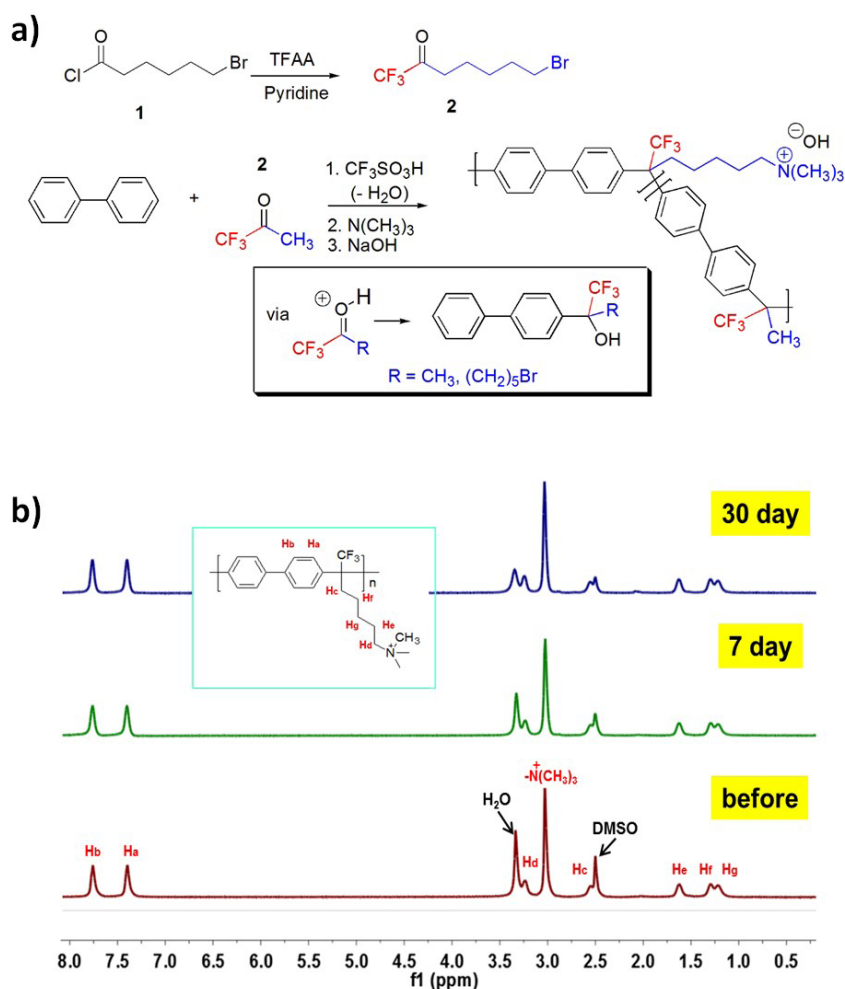 a)
O
Cl
Br
1
TFAA
Pyridine
O
CF3
Br
2
+
2
O
CF3
CH3
1. CF3SO3H
(- H2O)
2. N(CH3)3
3. NaOH
CF3
⊖OH
+
N(CH3)3
CF3
CH3
via
⊕
O H
CF3
R
CF3
R
OH
R = CH3, (CH2)5Br
b)
30 day
Hb
Ha
CF3
n
Hc
Hf
Hg
He
Hd
CH3
N+
7 day
+
-N(CH3)3
before
H2O
DMSO
Hb
Ha
Hd
Hc
He
Hf
Hg
8.0 7.5 7.0 6.5 6.0 5.5 5.0 4.5 4.0 3.5 3.0 2.5 2.0 1.5 1.0 0.5
f1 (ppm)